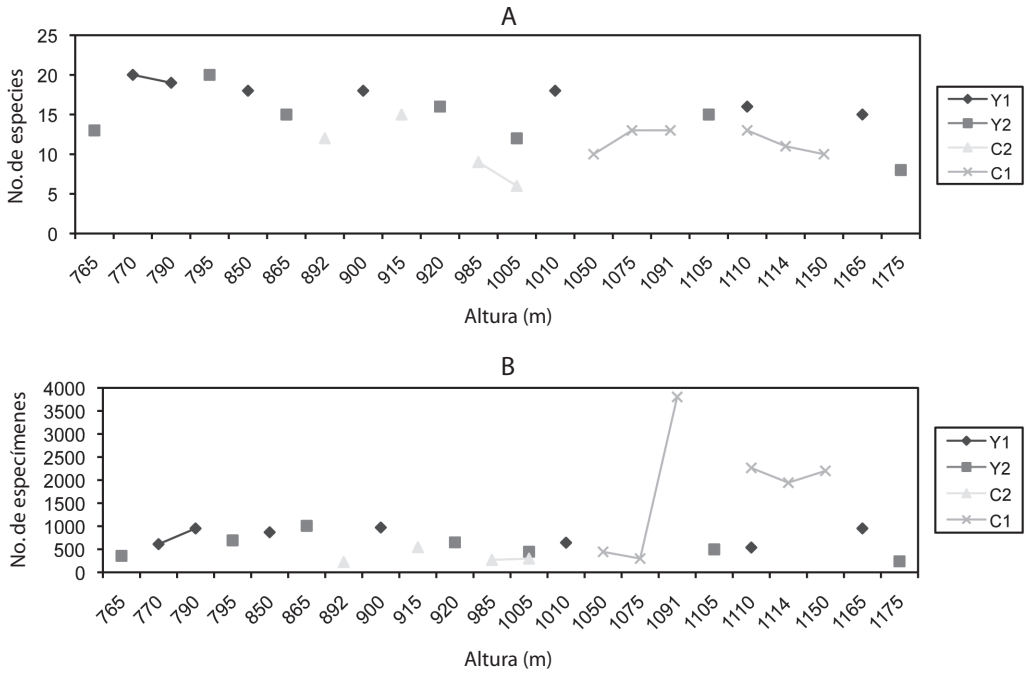 A
No. de especies
25
20
15
10
5
0
765 770 790 795 850 865 892 900 915 920 985 1005 1010 1050 1075 1091 1105 1110 1114 1150 1165 1175
Altura (m)
Y1
Y2
C2
C1
B
No. de especímenes
4000
3500
3000
2500
2000
1500
1000
500
0
765 770 790 795 850 865 892 900 915 920 985 1005 1010 1050 1075 1091 1105 1110 1114 1150 1165 1175
Altura (m)
Y1
Y2
C2
C1